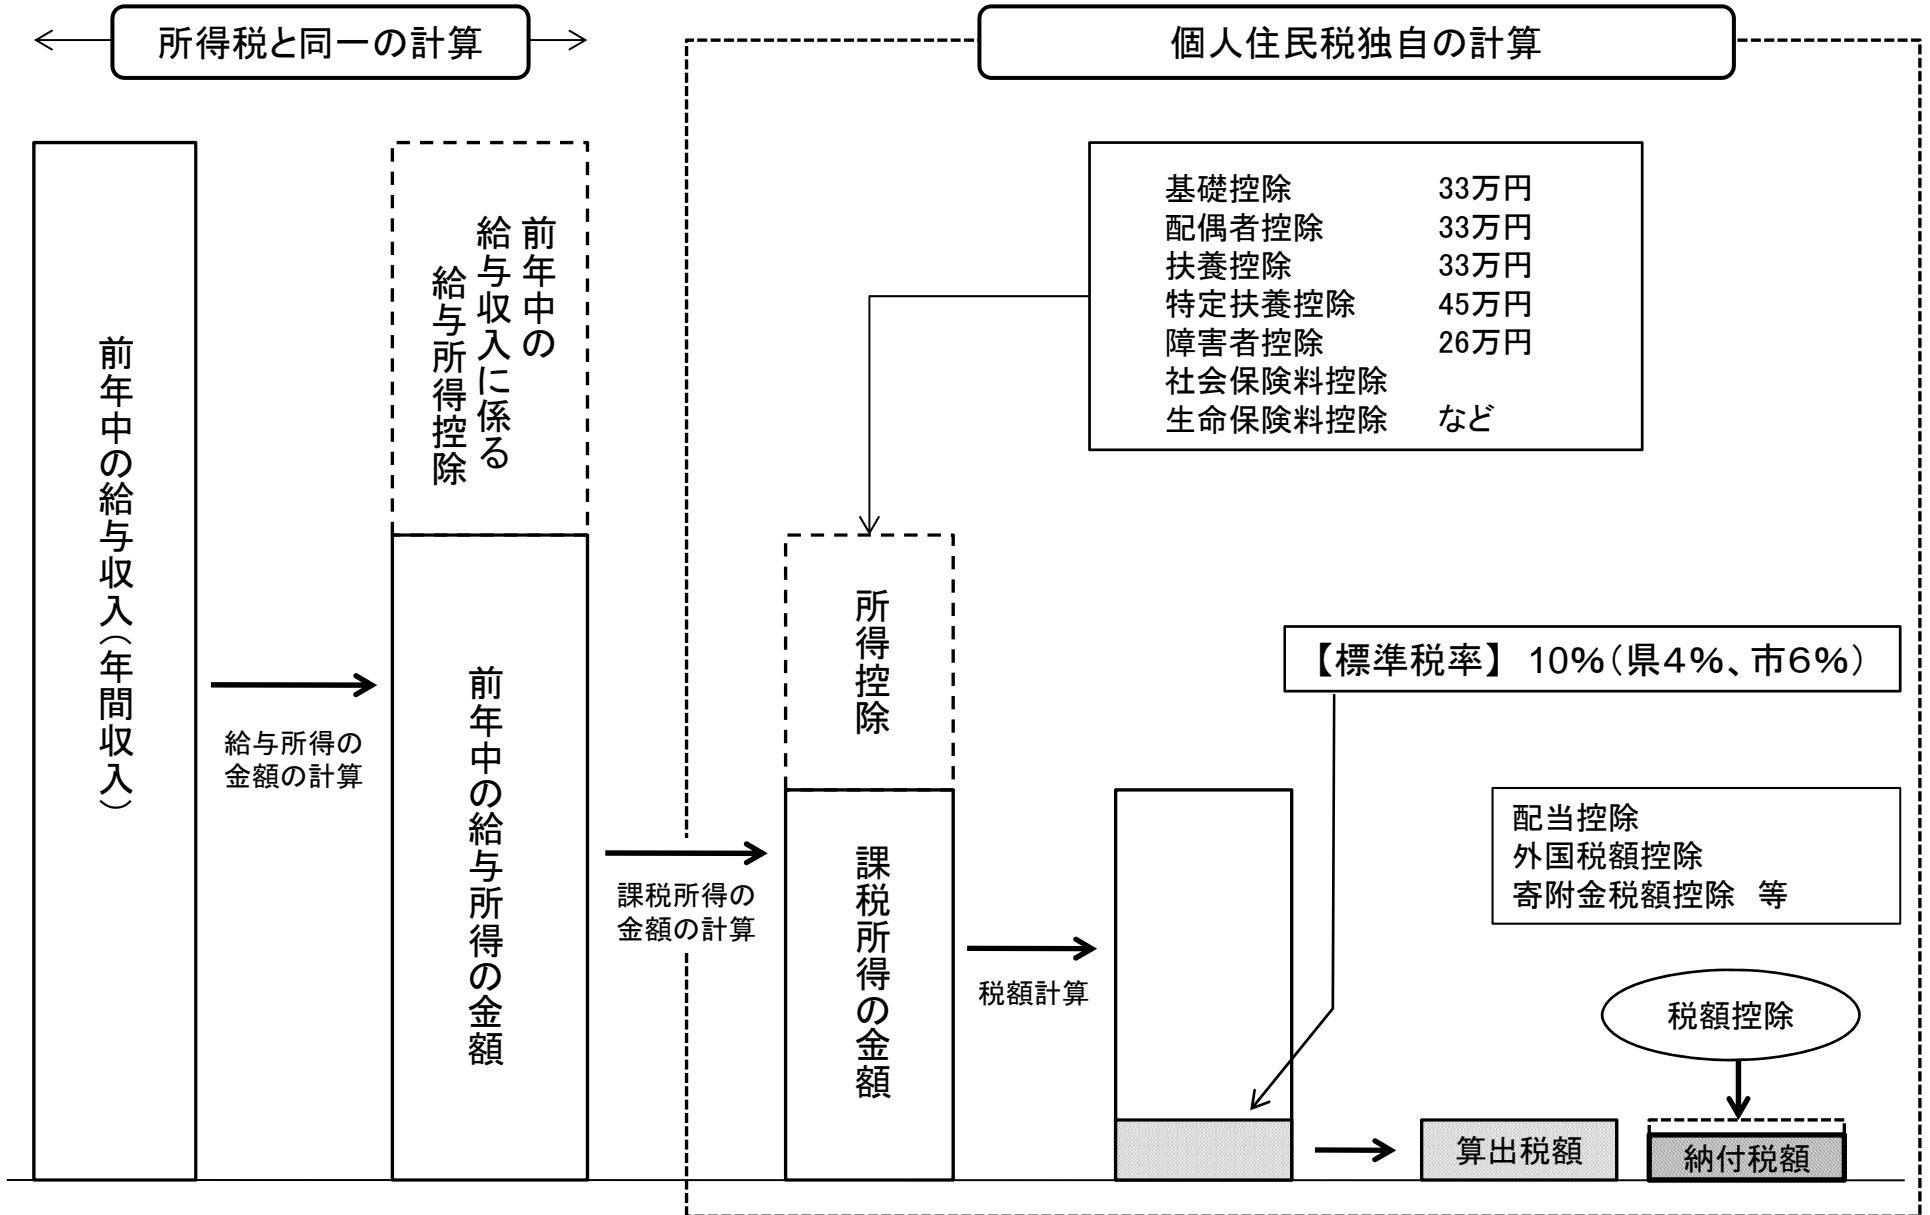 所得税と同一の計算
個人住民税独自の計算
前年中の給与収入（年間収入）
給与所得の
金額の計算
前年中の
給与収入に係る
給与所得控除
前年中の給与所得の金額
課税所得の
金額の計算
基礎控除 33万円
配偶者控除 33万円
扶養控除 33万円
特定扶養控除 45万円
障害者控除 26万円
社会保険料控除
生命保険料控除 など
所得控除
課税所得の金額
税額計算
【標準税率】 10％（県４％、市６％）
配当控除
外国税額控除
寄附金税額控除 等
税額控除
算出税額
納付税額